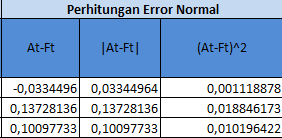 Perhitungan Error Normal
At-Ft |At-Ft| (At-Ft)^2
-0,0334496 0,03344964 0,001118878
0,13728136 0,13728136 0,018846173
0,10097733 0,10097733 0,010196422